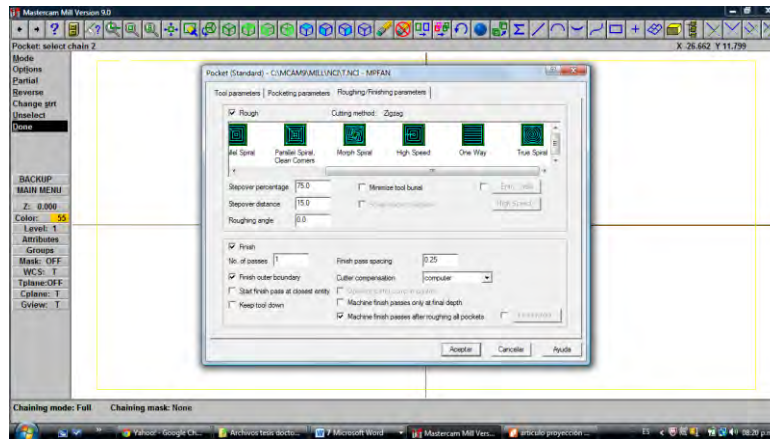 Mastercam Mill Version 9.0
Pocket: select chain 2
X 26.662 Y 11.799
Mode
Options
Partial
Reverse
Change strt
Unselect
Done
BACKUP
MAIN MENU
Z: 0.000
Color: 55
Level: 1
Attributes
Groups
Mask: OFF
WCS: T
Tplane:OFF
Cplane: T
Gview: T
Pocket (Standard) - C:\MCAM9\MILL\NCI\T.NCI - MPFAN
Tool parameters
Pocketing parameters
Roughing/Finishing parameters
Rough
Cutting method: Zigzag
Parallel Spiral,
Clean Corners
Morph Spiral
High Speed
One Way
True Spiral
Stepover percentage 75.0
Minimize tool burial
Stepover distance 15.0
High Speed
Roughing angle 0.0
Finish
No. of passes 1
Finish pass spacing 0.25
Finish outer boundary
Cutter compensation computer
Start finish pass at closest entity
Keep tool down
Machine finish passes only at final depth
Machine finish passes after roughing all pockets
Aceptar
Cancelar
Ayuda
Chaining mode: Full Chaining mask: None
Yahoo! - Google Ch...
Archivos tesis docto...
7 Microsoft Word
Mastercam Mill Vers...
articulo proyección ...
ES
08:20 p.m.